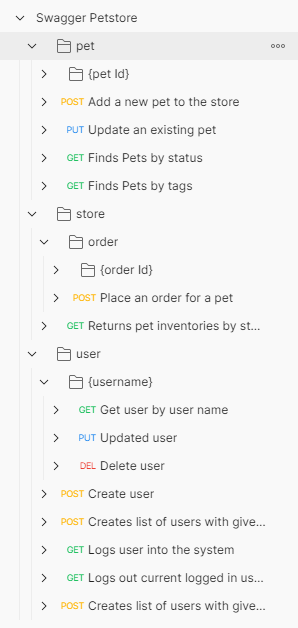 Swagger Petstore
pet
{pet Id}
POST Add a new pet to the store
PUT Update an existing pet
GET Finds Pets by status
GET Finds Pets by tags
store
order
{order Id}
POST Place an order for a pet
GET Returns pet inventories by st...
user
{username}
GET Get user by user name
PUT Updated user
DEL Delete user
POST Create user
POST Creates list of users with give...
GET Logs user into the system
GET Logs out current logged in us...
POST Creates list of users with give...